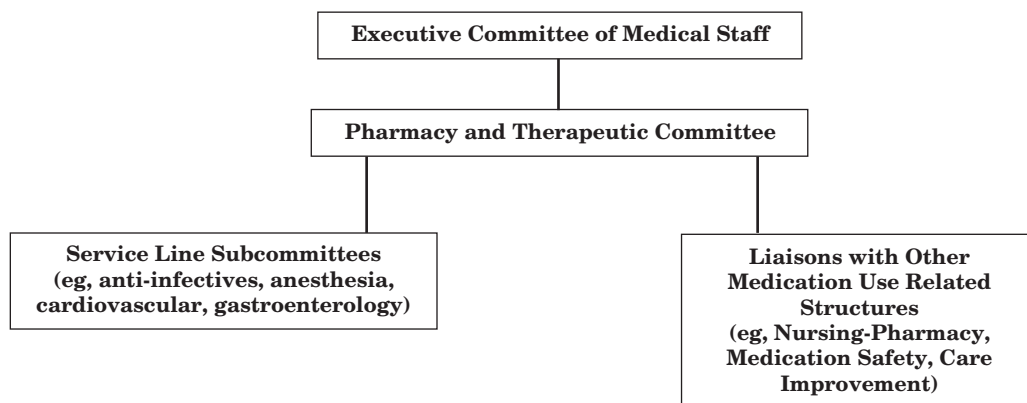 Executive Committee of Medical Staff
Pharmacy and Therapeutic Committee
Service Line Subcommittees
(eg, anti-infectives, anesthesia,
cardiovascular, gastroenterology)
Liaisons with Other
Medication Use Related
Structures
(eg, Nursing-Pharmacy,
Medication Safety, Care
Improvement)